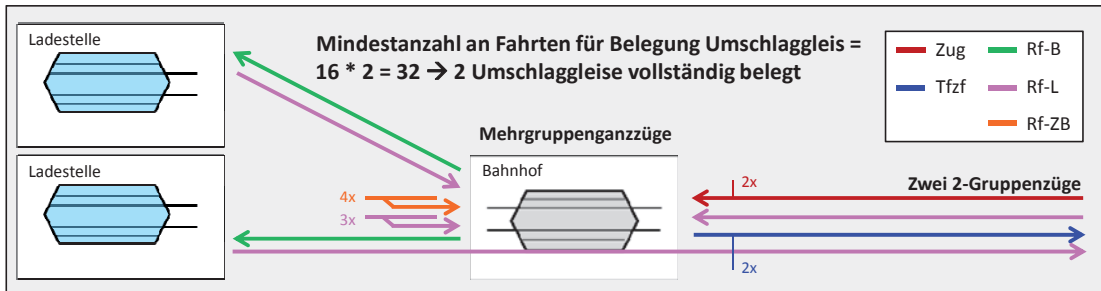 Ladestelle
Mindestanzahl an Fahrten für Belegung Umschlaggleis =
16 * 2 = 32 → 2 Umschlaggleise vollständig belegt
Zug
Rf-B
Tfzf
Rf-L
Rf-ZB
Mehrgruppenganzzüge
Ladestelle
Bahnhof
Zwei 2-Gruppenzüge
4x
3x
2x
2x